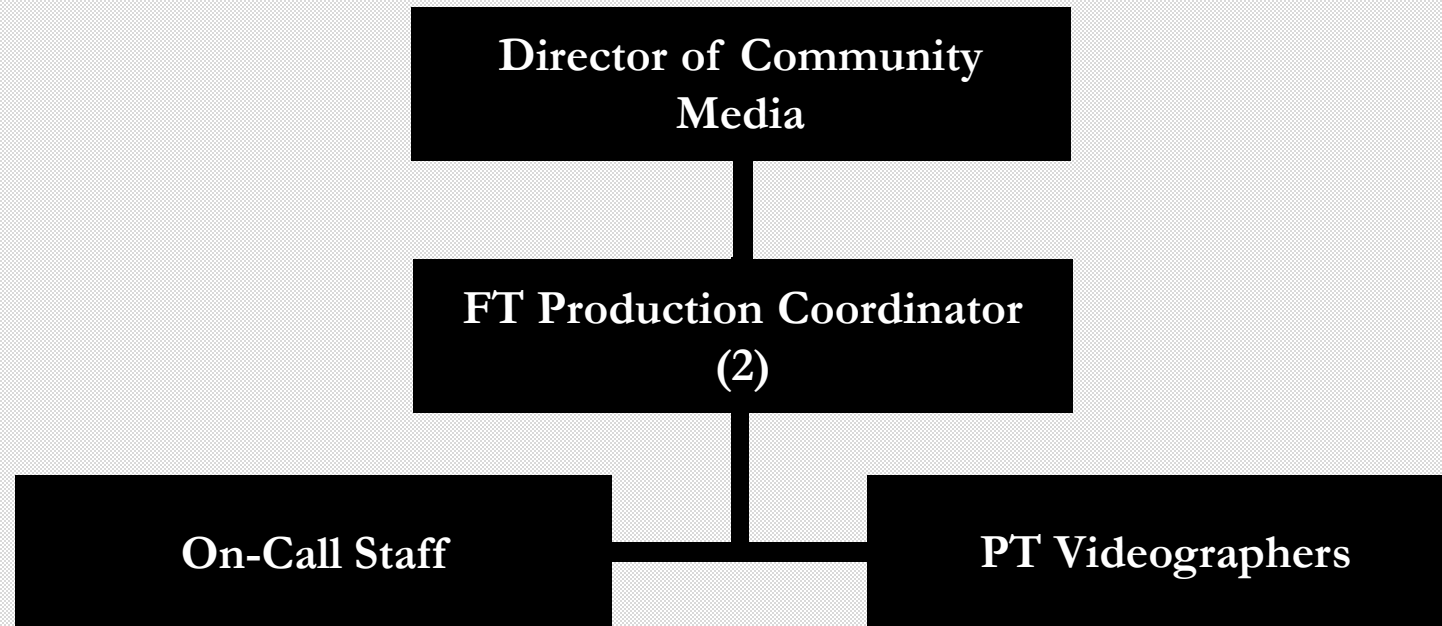 Director of Community
Media
FT Production Coordinator
(2)
On-Call Staff
PT Videographers